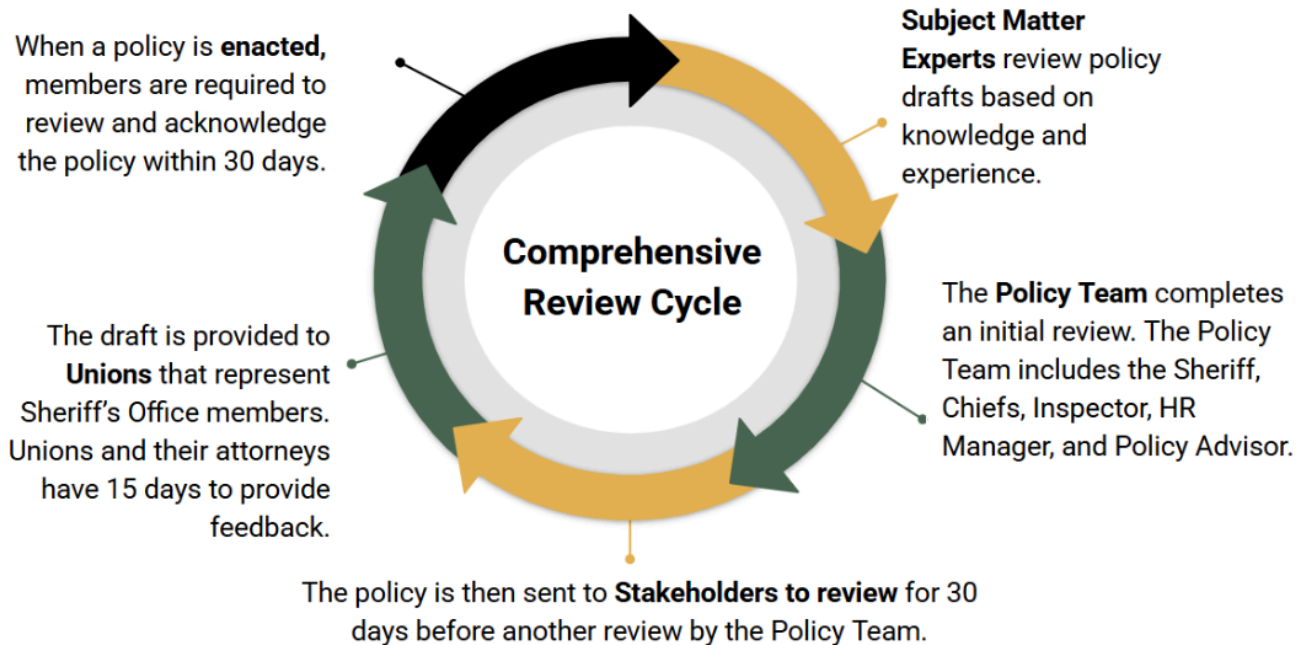 Comprehensive
Review Cycle
Subject Matter
Experts review policy
drafts based on
knowledge and
experience.
The Policy Team completes
an initial review. The Policy
Team includes the Sheriff,
Chiefs, Inspector, HR
Manager, and Policy Advisor.
The policy is then sent to Stakeholders to review for 30
days before another review by the Policy Team.
The draft is provided to
Unions that represent
Sheriff’s Office members.
Unions and their attorneys
have 15 days to provide
feedback.
When a policy is enacted,
members are required to
review and acknowledge
the policy within 30 days.